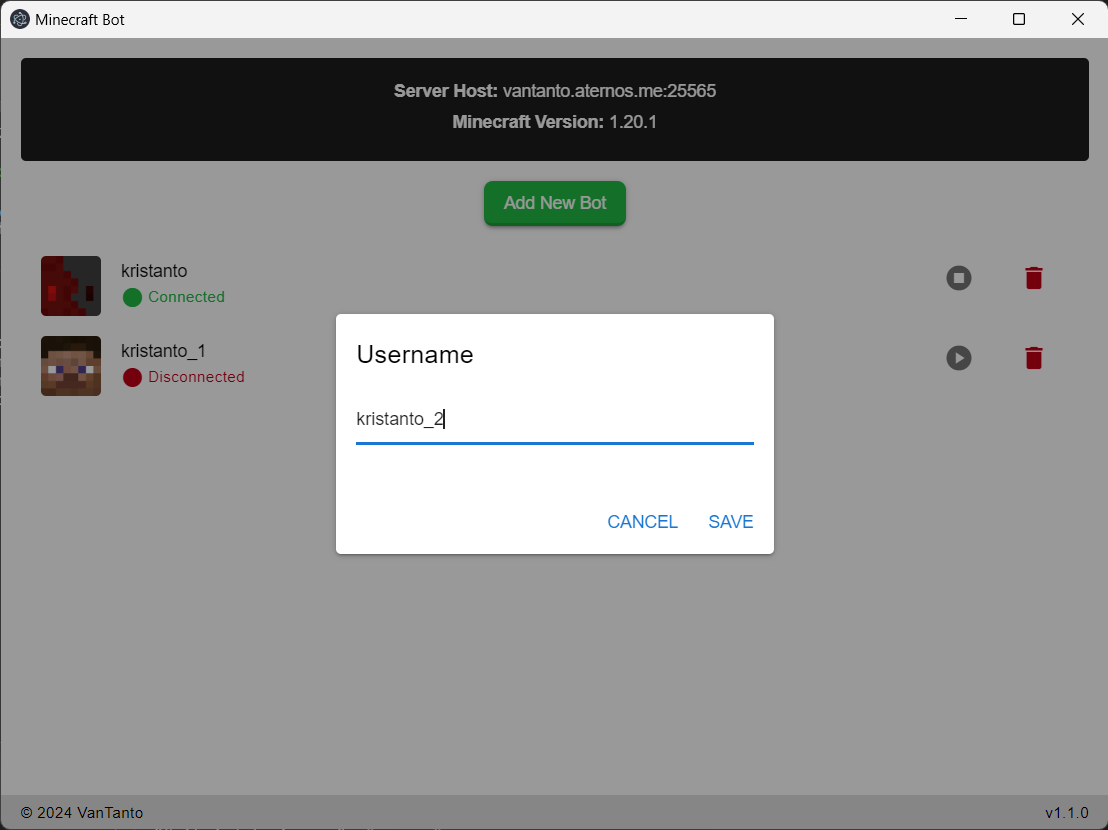 Minecraft Bot
Server Host: vantanto.aternos.me:25565
Minecraft Version: 1.20.1
Add New Bot
kristanto
Connected
kristanto_1
Disconnected
Username
kristanto_2
CANCEL SAVE
© 2024 VanTanto v1.1.0